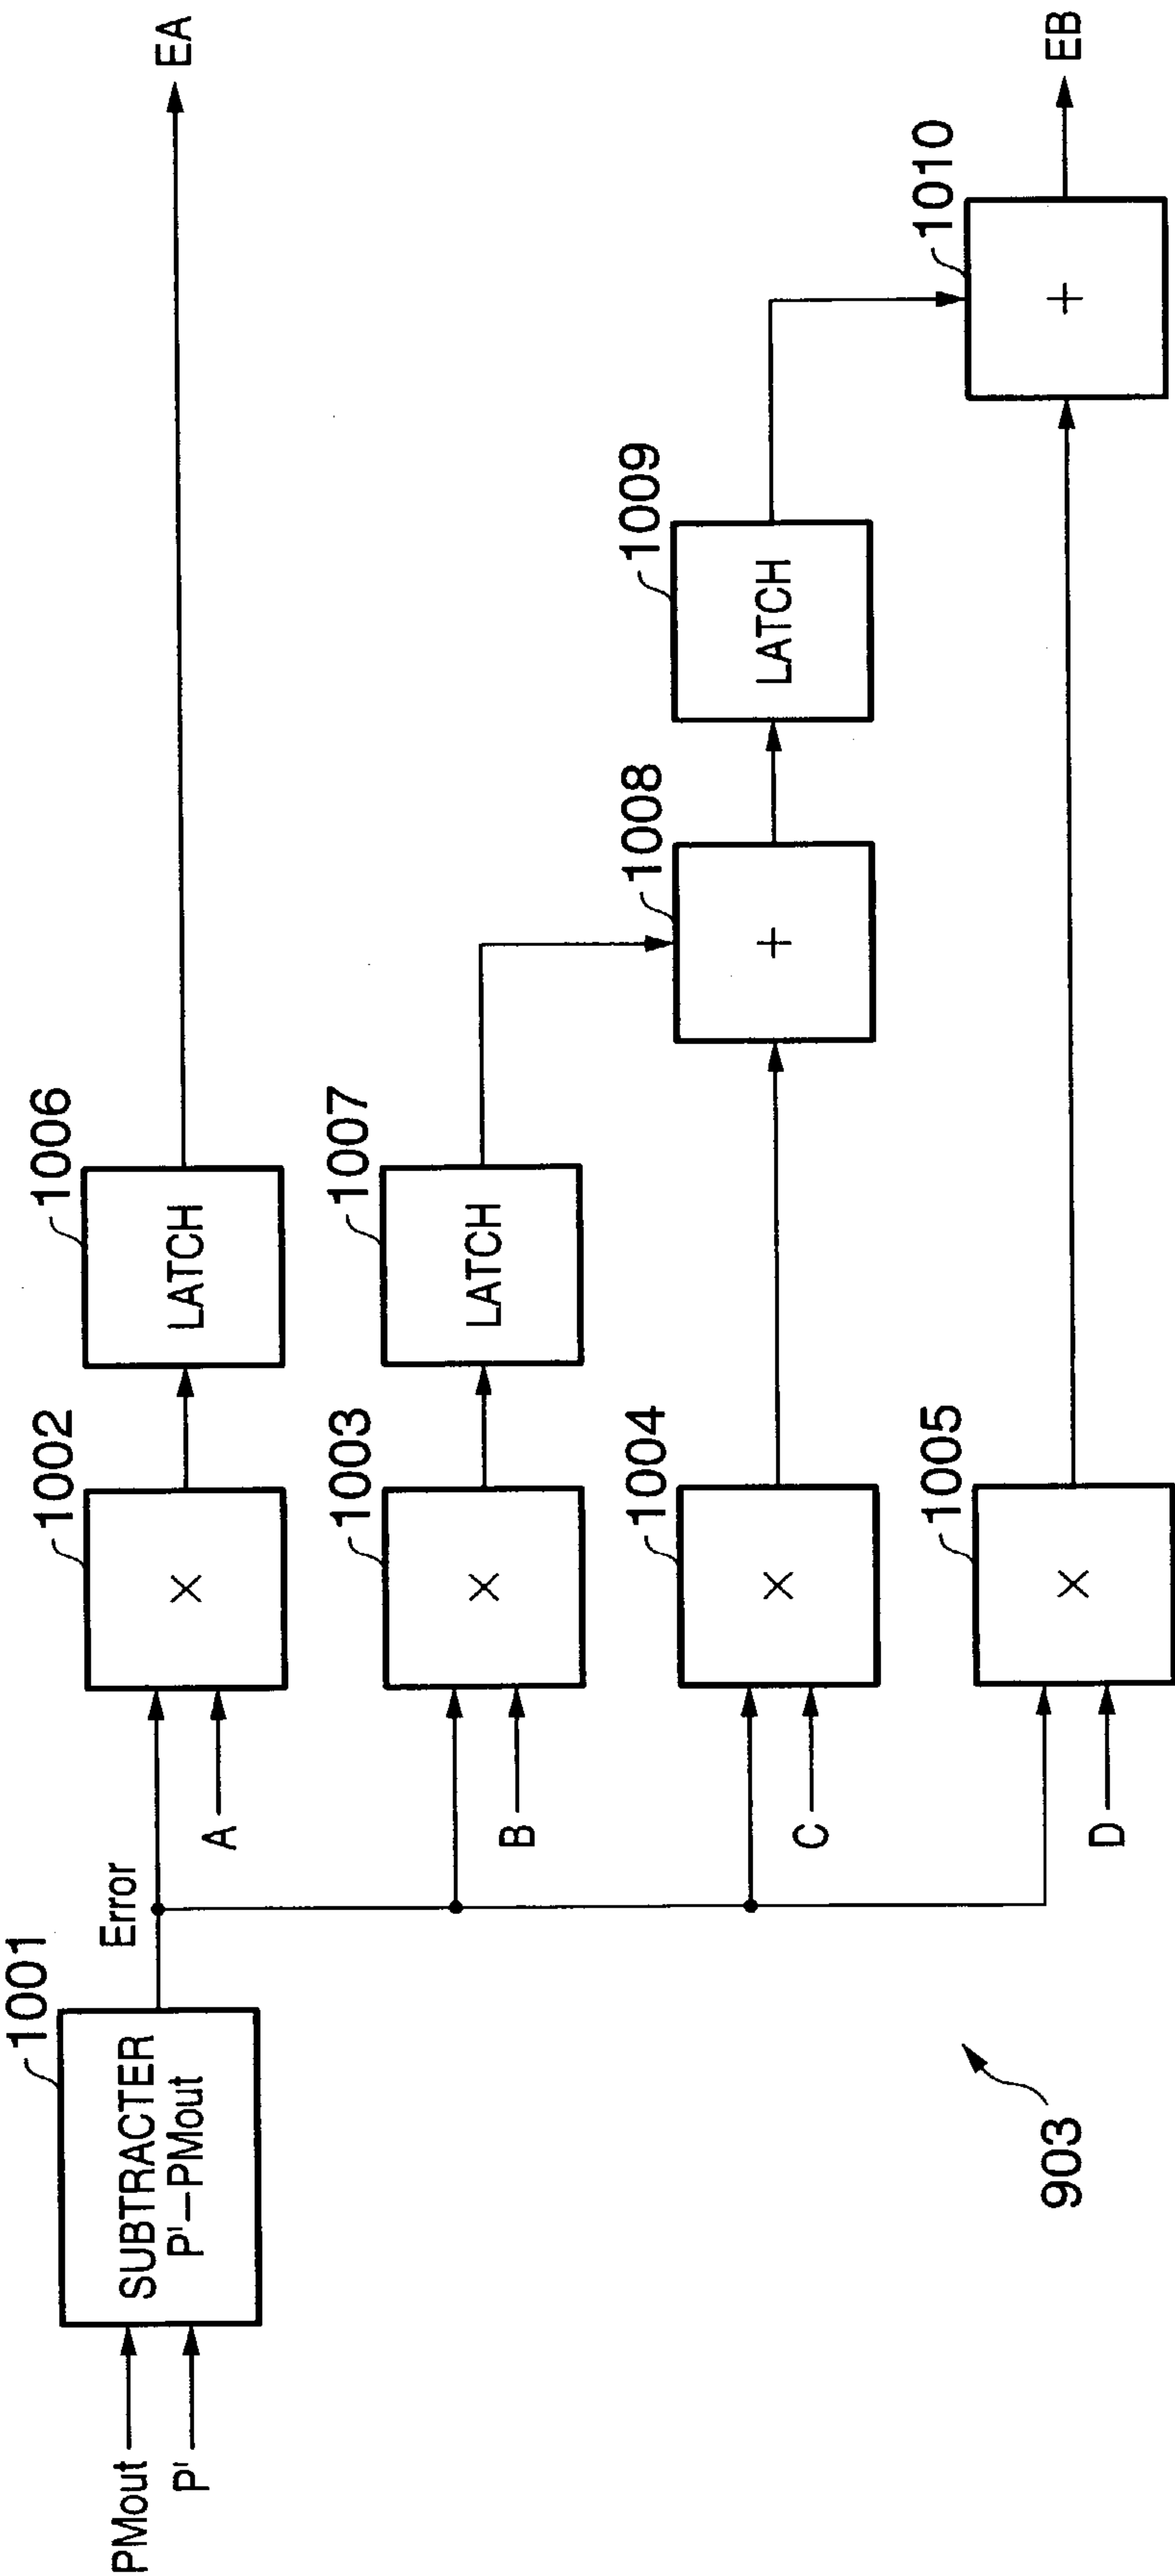 PMout
P'
1001
SUBTRACTER
P'−PMout
Error
A
B
C
D
1002
×
1003
×
1004
×
1005
×
1006
LATCH
1007
LATCH
1008
+
1009
LATCH
1010
+
EA
EB
903